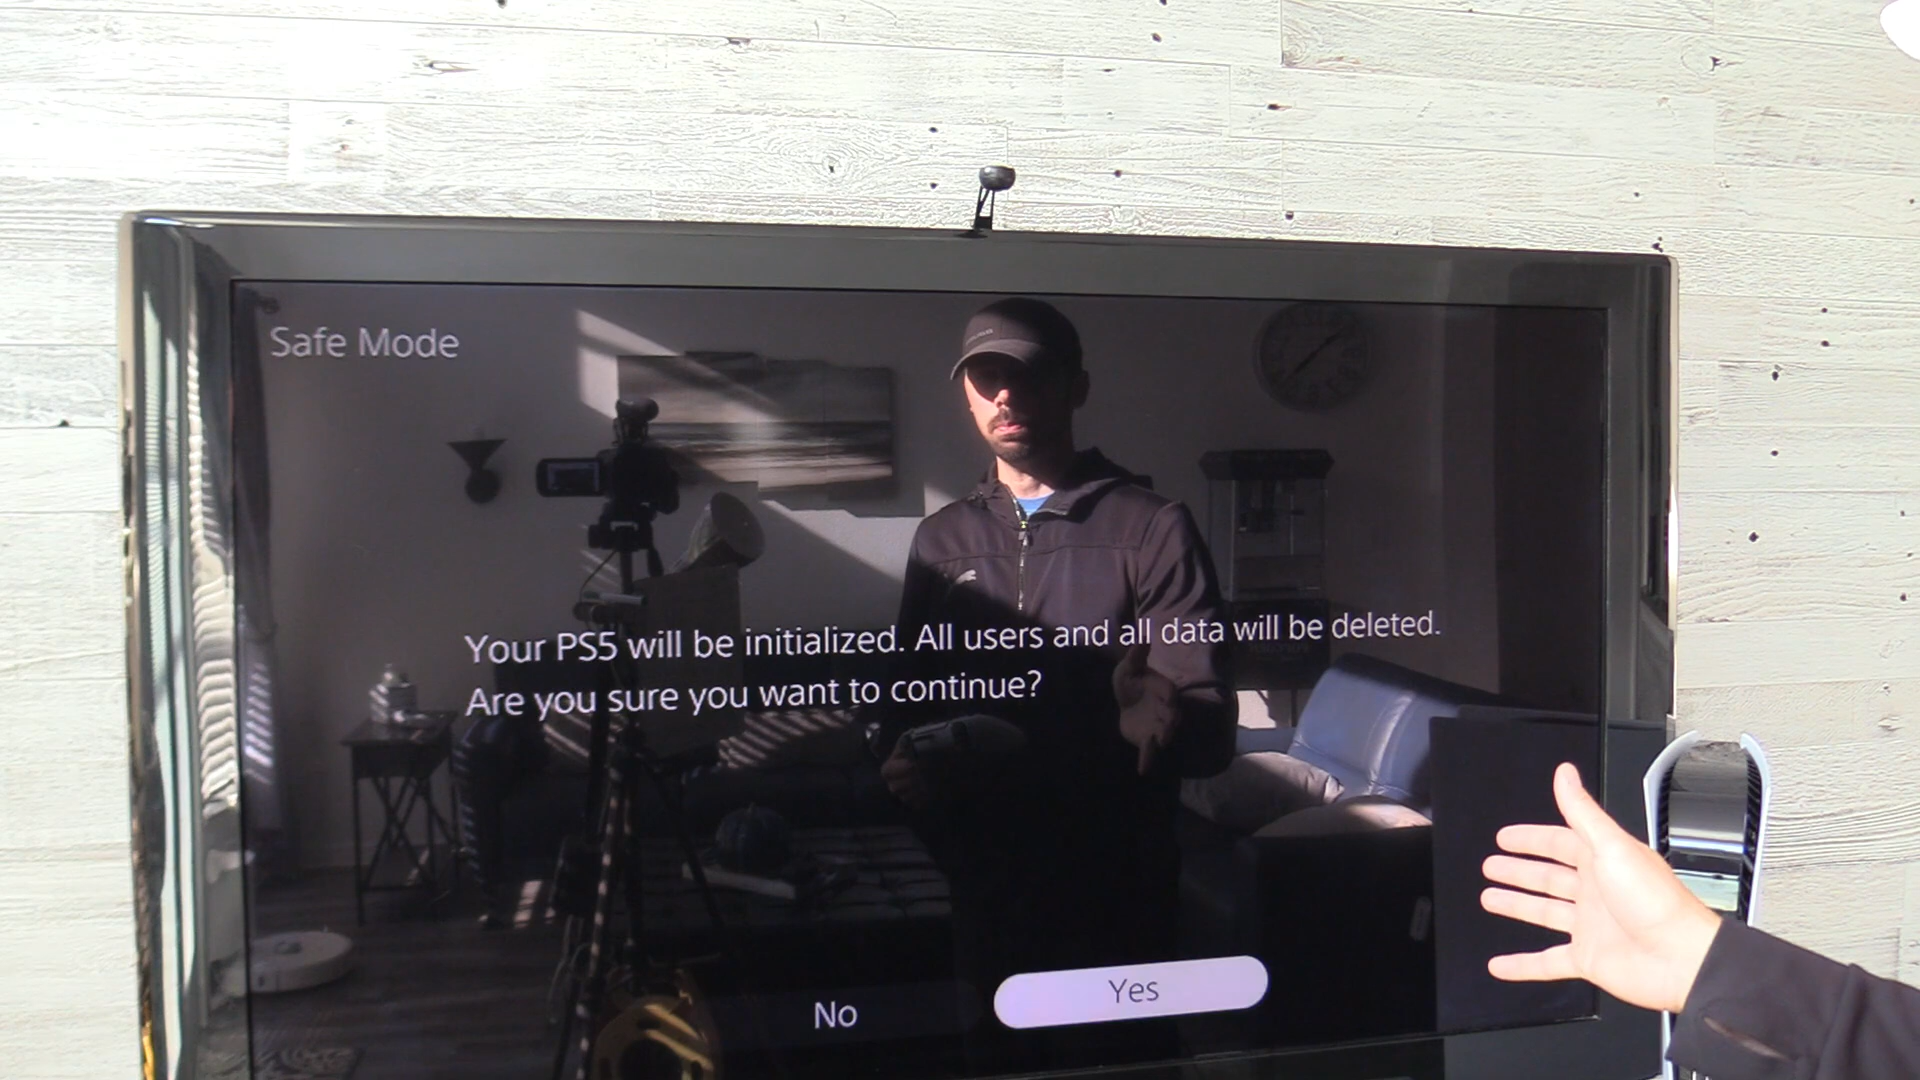 Safe Mode
Your PS5 will be initialized. All users and all data will be deleted.
Are you sure you want to continue?
No
Yes